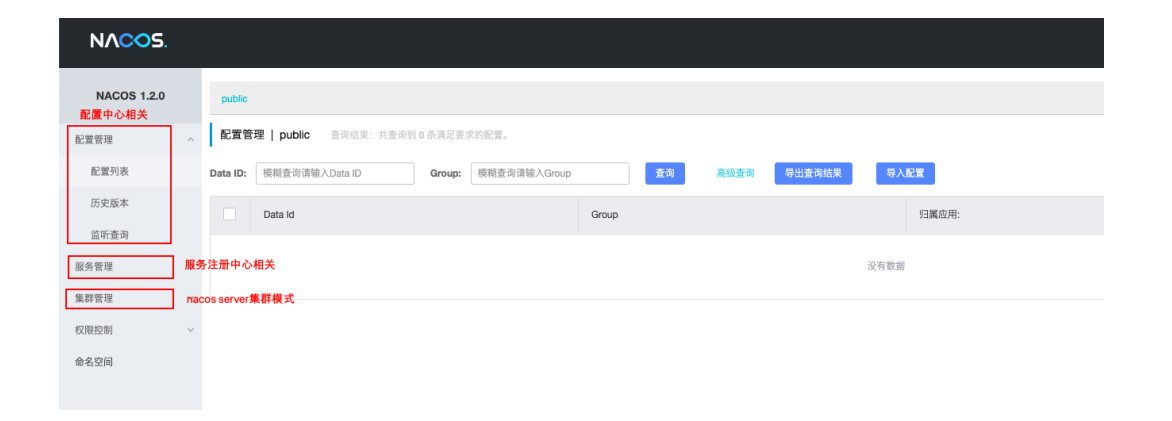 NACOS.
NACOS 1.2.0
配置中心相关
配置管理
配置列表
历史版本
监听查询
服务管理
服务注册中心相关
集群管理
nacos server集群模式
权限控制
命名空间
public
配置管理 | public 查询结果：共查询到 0 条满足要求的配置。
Data ID: 模糊查询请输入Data ID Group: 模糊查询请输入Group 查询 高级查询 导出查询结果 导入配置
Data Id Group 归属应用:
没有数据